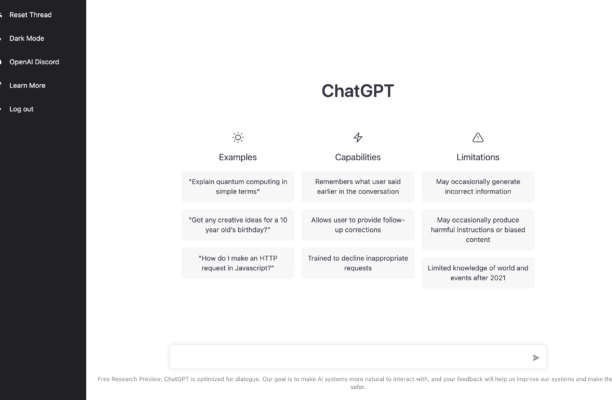 Reset Thread
Dark Mode
OpenAI Discord
Learn More
Log out
ChatGPT
Examples
"Explain quantum computing in
simple terms"
"Got any creative ideas for a 10
year old's birthday?"
"How do I make an HTTP
request in Javascript?"
Capabilities
Remembers what user said
earlier in the conversation
Allows user to provide follow-
up corrections
Trained to decline inappropriate
requests
Limitations
May occasionally generate
incorrect information
May occasionally produce
harmful instructions or biased
content
Limited knowledge of world and
events after 2021
Free Research Preview: ChatGPT is optimized for dialogue. Our goal is to make AI systems more natural to interact with, and your feedback will help us improve our systems and make the
safer.